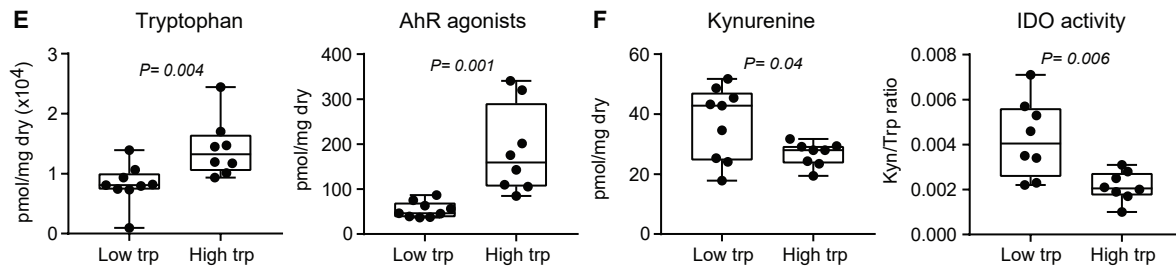 E
Tryptophan
pmol/mg dry (x10⁴)
3
2
1
0
P= 0.004
Low trp High trp
AhR agonists
pmol/mg dry
400
300
200
100
0
P= 0.001
Low trp High trp
F
Kynurenine
pmol/mg dry
60
40
20
0
P= 0.04
Low trp High trp
IDO activity
Kyn/Trp ratio
0.008
0.006
0.004
0.002
0.000
P= 0.006
Low trp High trp